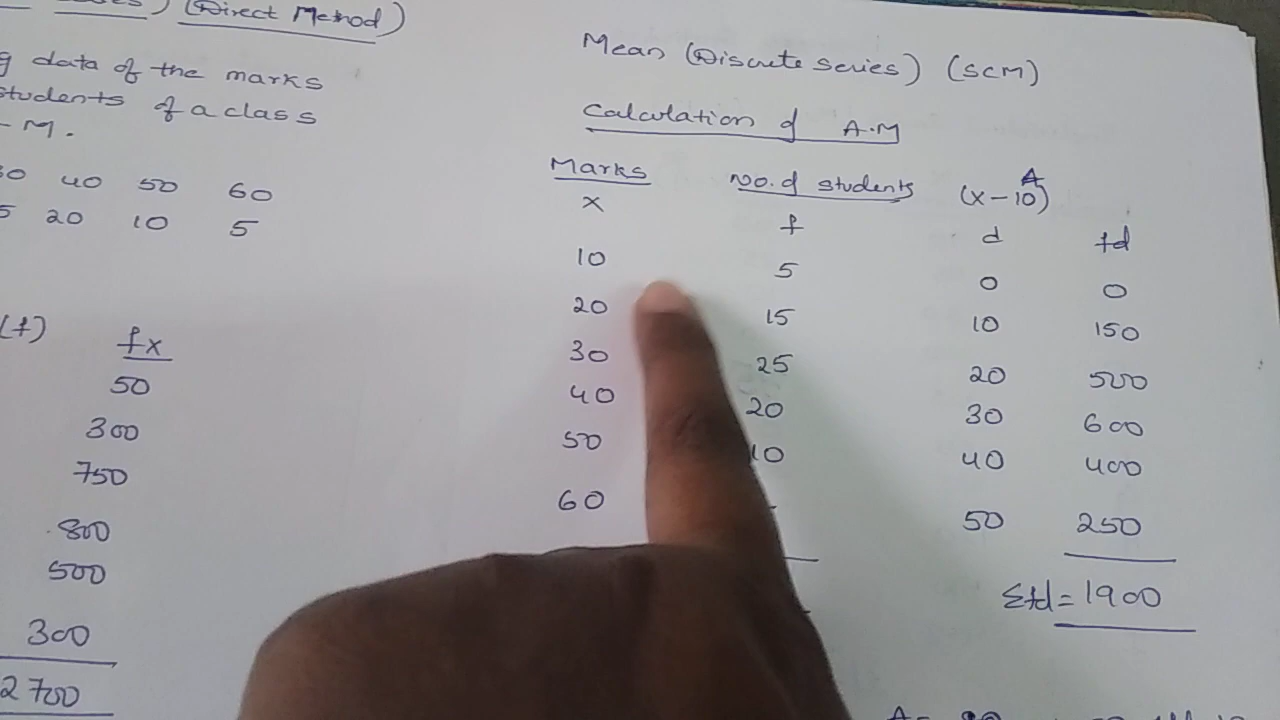 (Direct Method)
g data of the marks
students of a class
- M.
30 40 50 60
5 20 10 5
(f) fx
50
300
750
800
500
300
2700
Mean (Discrete series) (SCM)
Calculation of A.M
Marks No. of students (x-10) A
x f d fd
10 5 0 0
20 15 10 150
30 25 20 500
40 20 30 600
50 10 40 400
60 50 250
Σfd = 1900